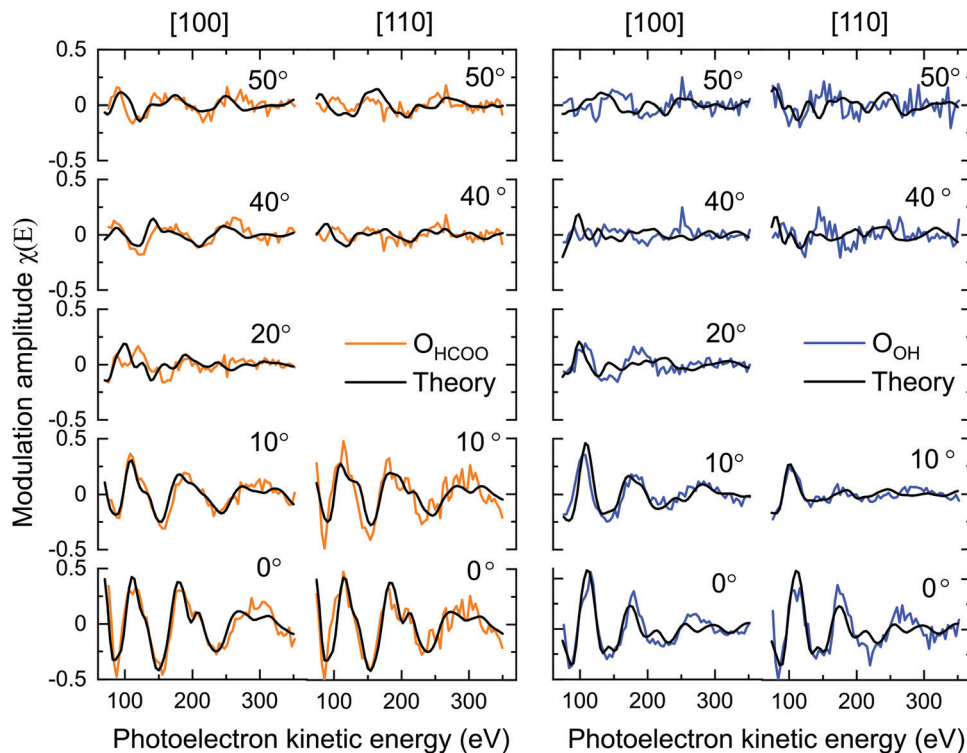 [100] [110] [100] [110]
0.5 50° 50° 50° 50°
0
-0.5
0.5 40° 40° 40° 40°
0
-0.5
0.5 20° O_HCOO 20° O_OH
0 Theory Theory
-0.5
0.5 10° 10° 10° 10°
0
-0.5
0.5 0° 0° 0° 0°
0
-0.5
100 200 300 100 200 300 100 200 300 100 200 300
Photoelectron kinetic energy (eV) Photoelectron kinetic energy (eV)
Modulation amplitude χ(E)